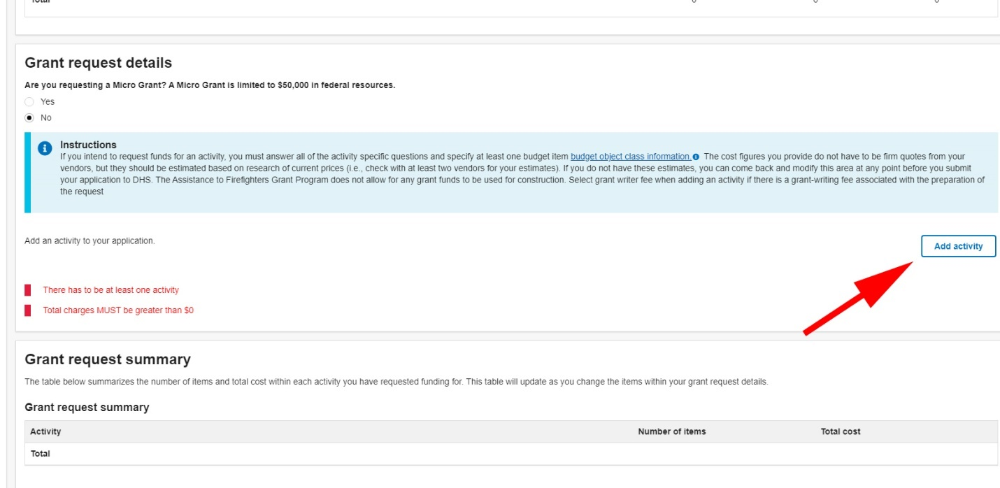 Total 0 0 0
Grant request details
Are you requesting a Micro Grant? A Micro Grant is limited to $50,000 in federal resources.
Yes
No
Instructions
If you intend to request funds for an activity, you must answer all of the activity specific questions and specify at least one budget item budget object class information The cost figures you provide do not have to be firm quotes from your
vendors, but they should be estimated based on research of current prices (i.e., check with at least two vendors for your estimates). If you do not have these estimates, you can come back and modify this area at any point before you submit
your application to DHS. The Assistance to Firefighters Grant Program does not allow for any grant funds to be used for construction. Select grant writer fee when adding an activity if there is a grant-writing fee associated with the preparation of
the request
Add an activity to your application.
Add activity
There has to be at least one activity
Total charges MUST be greater than $0
Grant request summary
The table below summarizes the number of items and total cost within each activity you have requested funding for. This table will update as you change the items within your grant request details.
Grant request summary
Activity Number of items Total cost
Total